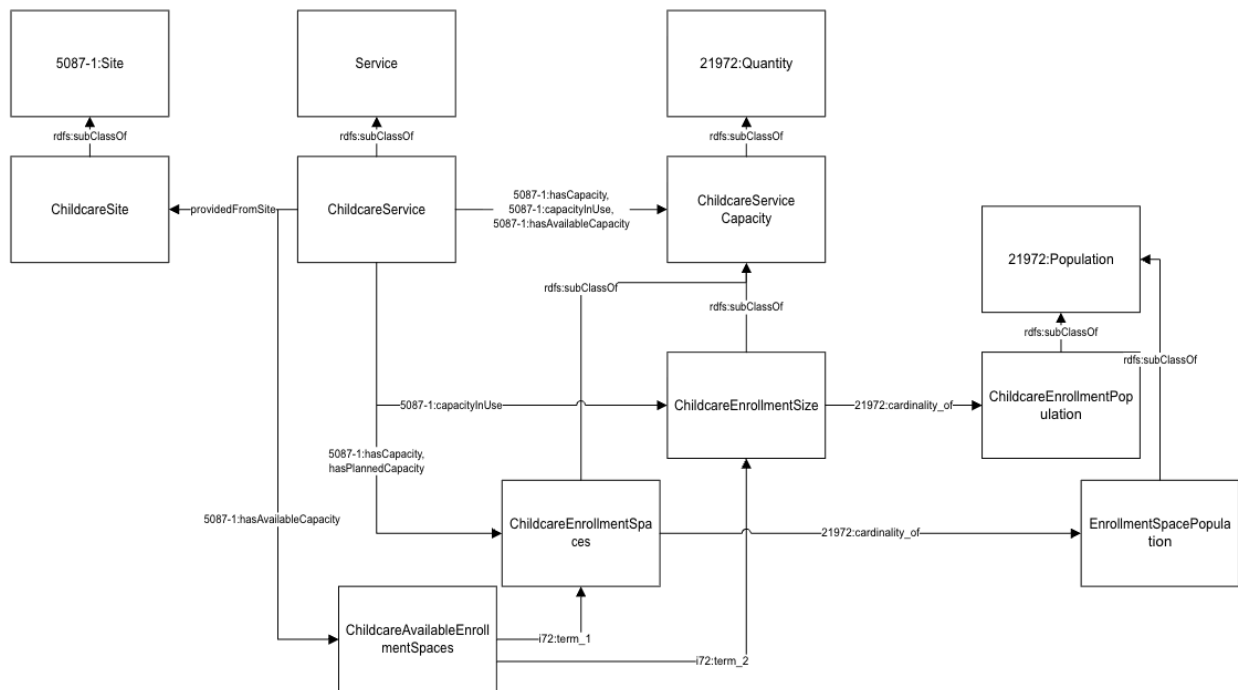 5087-1:Site
Service
21972:Quantity
rdfs:subClassOf
rdfs:subClassOf
rdfs:subClassOf
ChildcareSite
providedFromSite
ChildcareService
5087-1:hasCapacity,
5087-1:capacityInUse,
5087-1:hasAvailableCapacity
ChildcareService
Capacity
21972:Population
rdfs:subClassOf
rdfs:subClassOf
rdfs:subClassOf
rdfs:subClassOf
5087-1:capacityInUse
ChildcareEnrollmentSize
21972:cardinality_of
ChildcareEnrollmentPop
ulation
5087-1:hasCapacity,
hasPlannedCapacity
5087-1:hasAvailableCapacity
ChildcareEnrollmentSpa
ces
21972:cardinality_of
EnrollmentSpacePopula
tion
ChildcareAvailableEnroll
mentSpaces
i72:term_1
i72:term_2